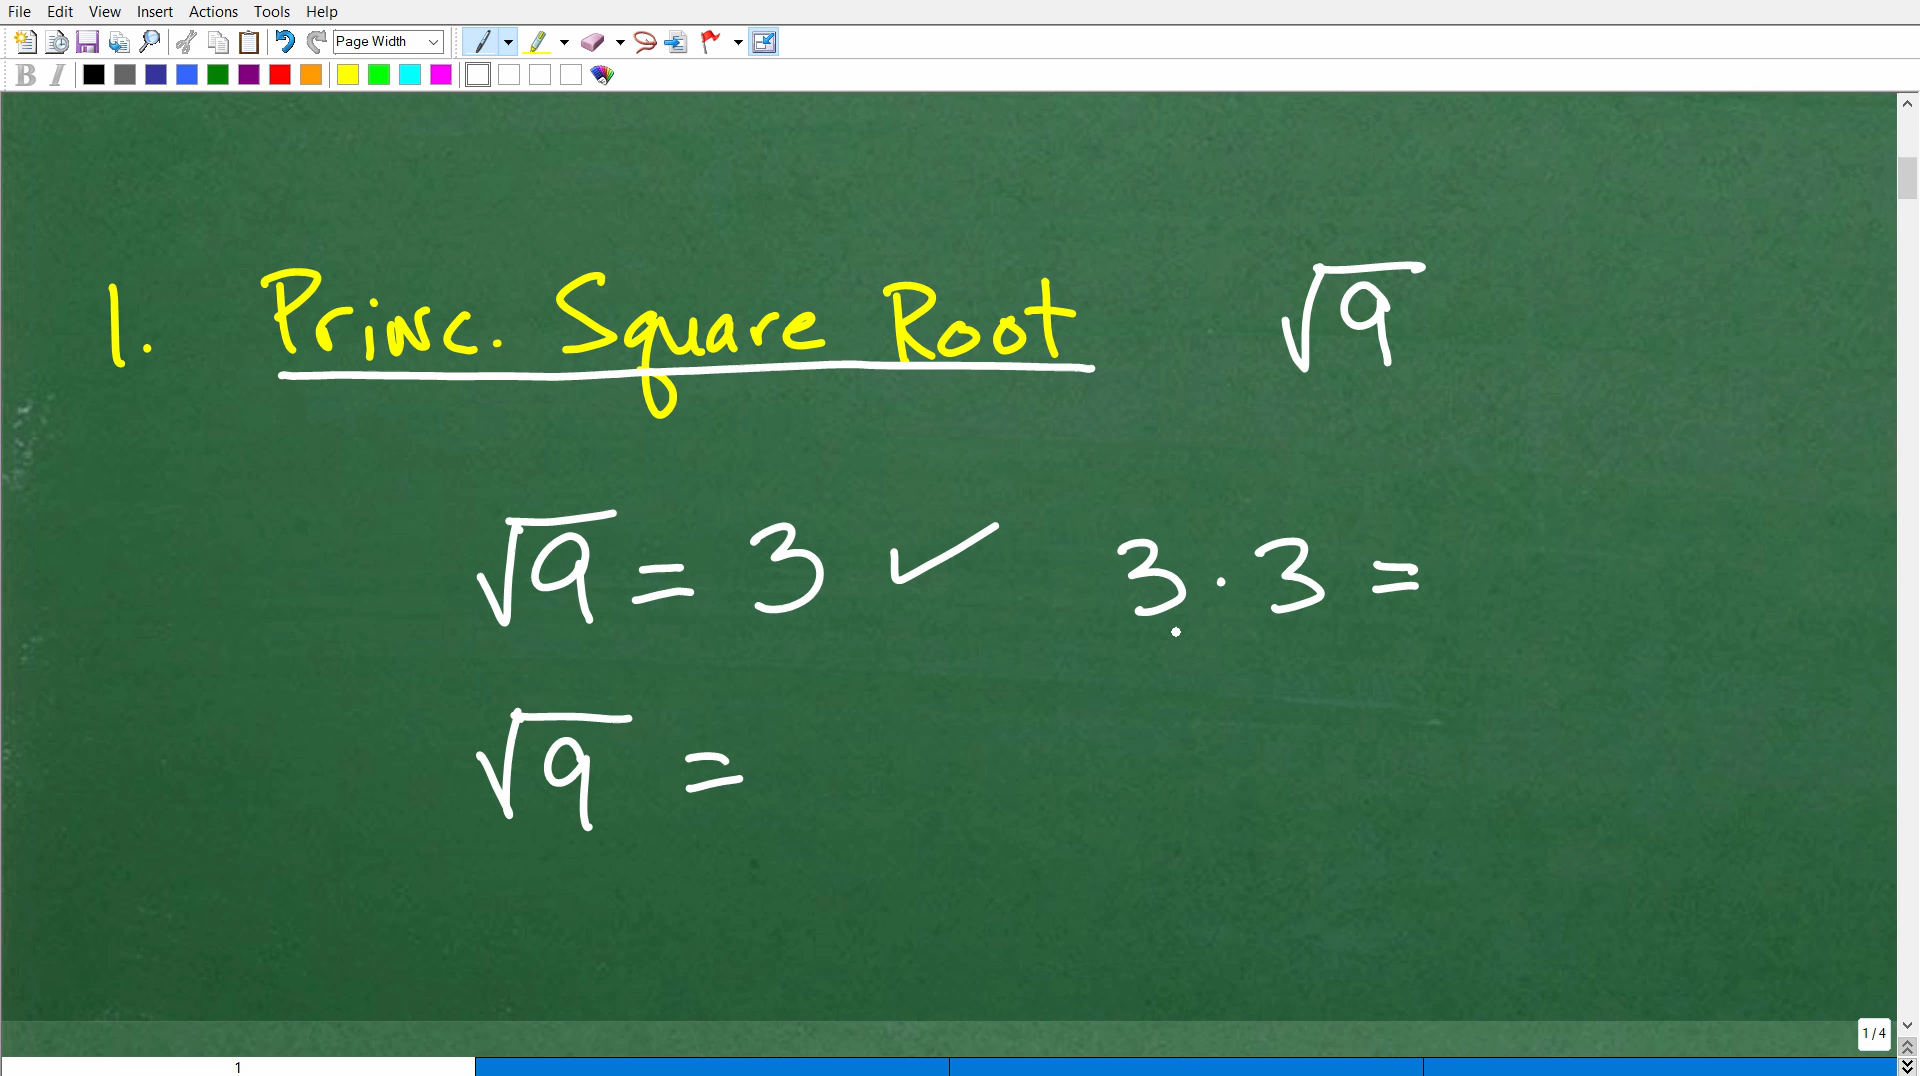 File Edit View Insert Actions Tools Help
Page Width
B I
1. Princ. Square Root √9
√9 = 3 ✓ 3 · 3 =
√9 =
1 / 4
1